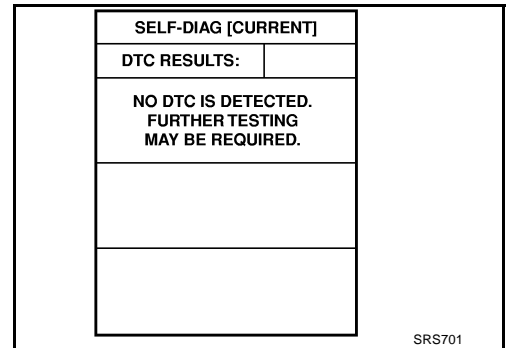 SELF-DIAG [CURRENT]
DTC RESULTS:
NO DTC IS DETECTED.
FURTHER TESTING
MAY BE REQUIRED.
SRS701